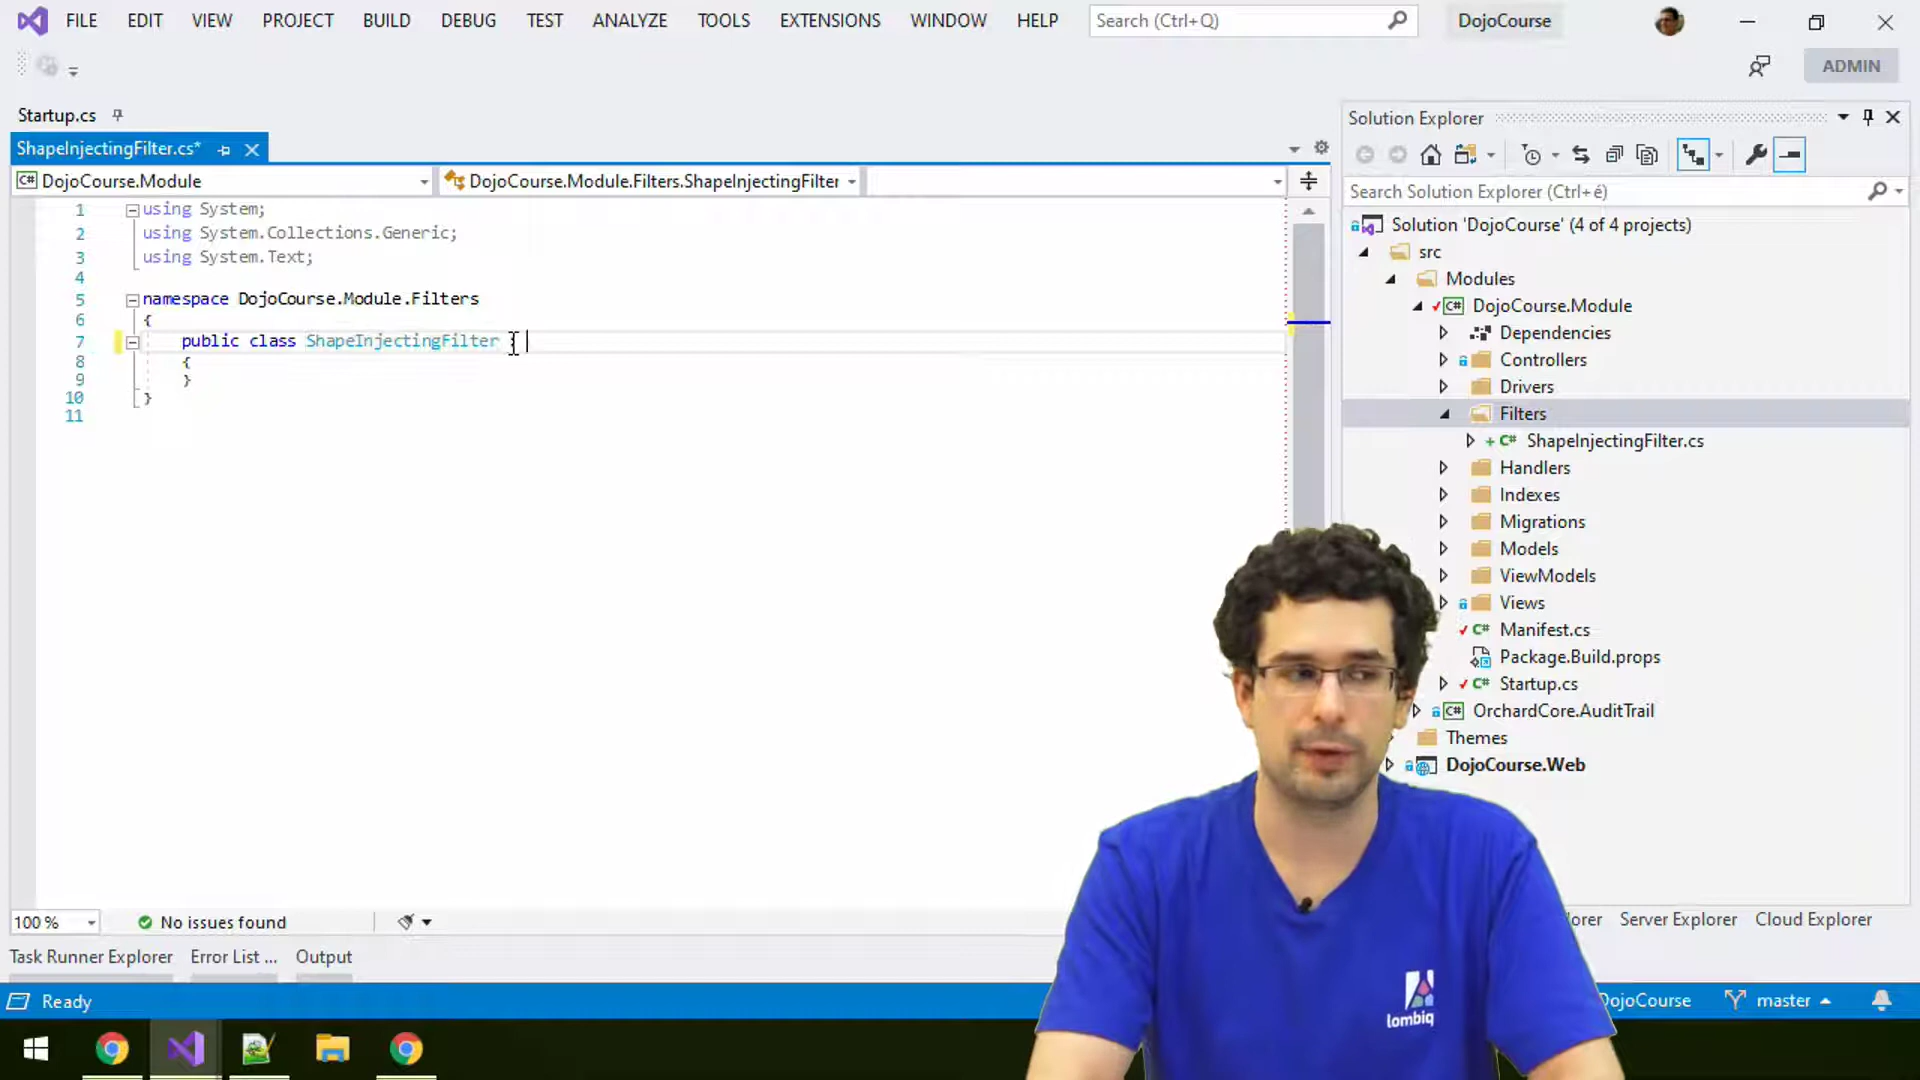 FILE EDIT VIEW PROJECT BUILD DEBUG TEST ANALYZE TOOLS EXTENSIONS WINDOW HELP Search (Ctrl+Q) DojoCourse
ADMIN
Startup.cs
ShapeInjectingFilter.cs*
DojoCourse.Module DojoCourse.Module.Filters.ShapeInjectingFilter
1 using System;
2 using System.Collections.Generic;
3 using System.Text;
4
5 namespace DojoCourse.Module.Filters
6 {
7 public class ShapeInjectingFilter :
8 {
9 }
10 }
11
100 % No issues found
Task Runner Explorer Error List ... Output
Ready
Solution Explorer
Search Solution Explorer (Ctrl+é)
Solution 'DojoCourse' (4 of 4 projects)
src
Modules
DojoCourse.Module
Dependencies
Controllers
Drivers
Filters
ShapeInjectingFilter.cs
Handlers
Indexes
Migrations
Models
ViewModels
Views
Manifest.cs
Package.Build.props
Startup.cs
OrchardCore.AuditTrail
Themes
DojoCourse.Web
Server Explorer Cloud Explorer
DojoCourse master
lombiq